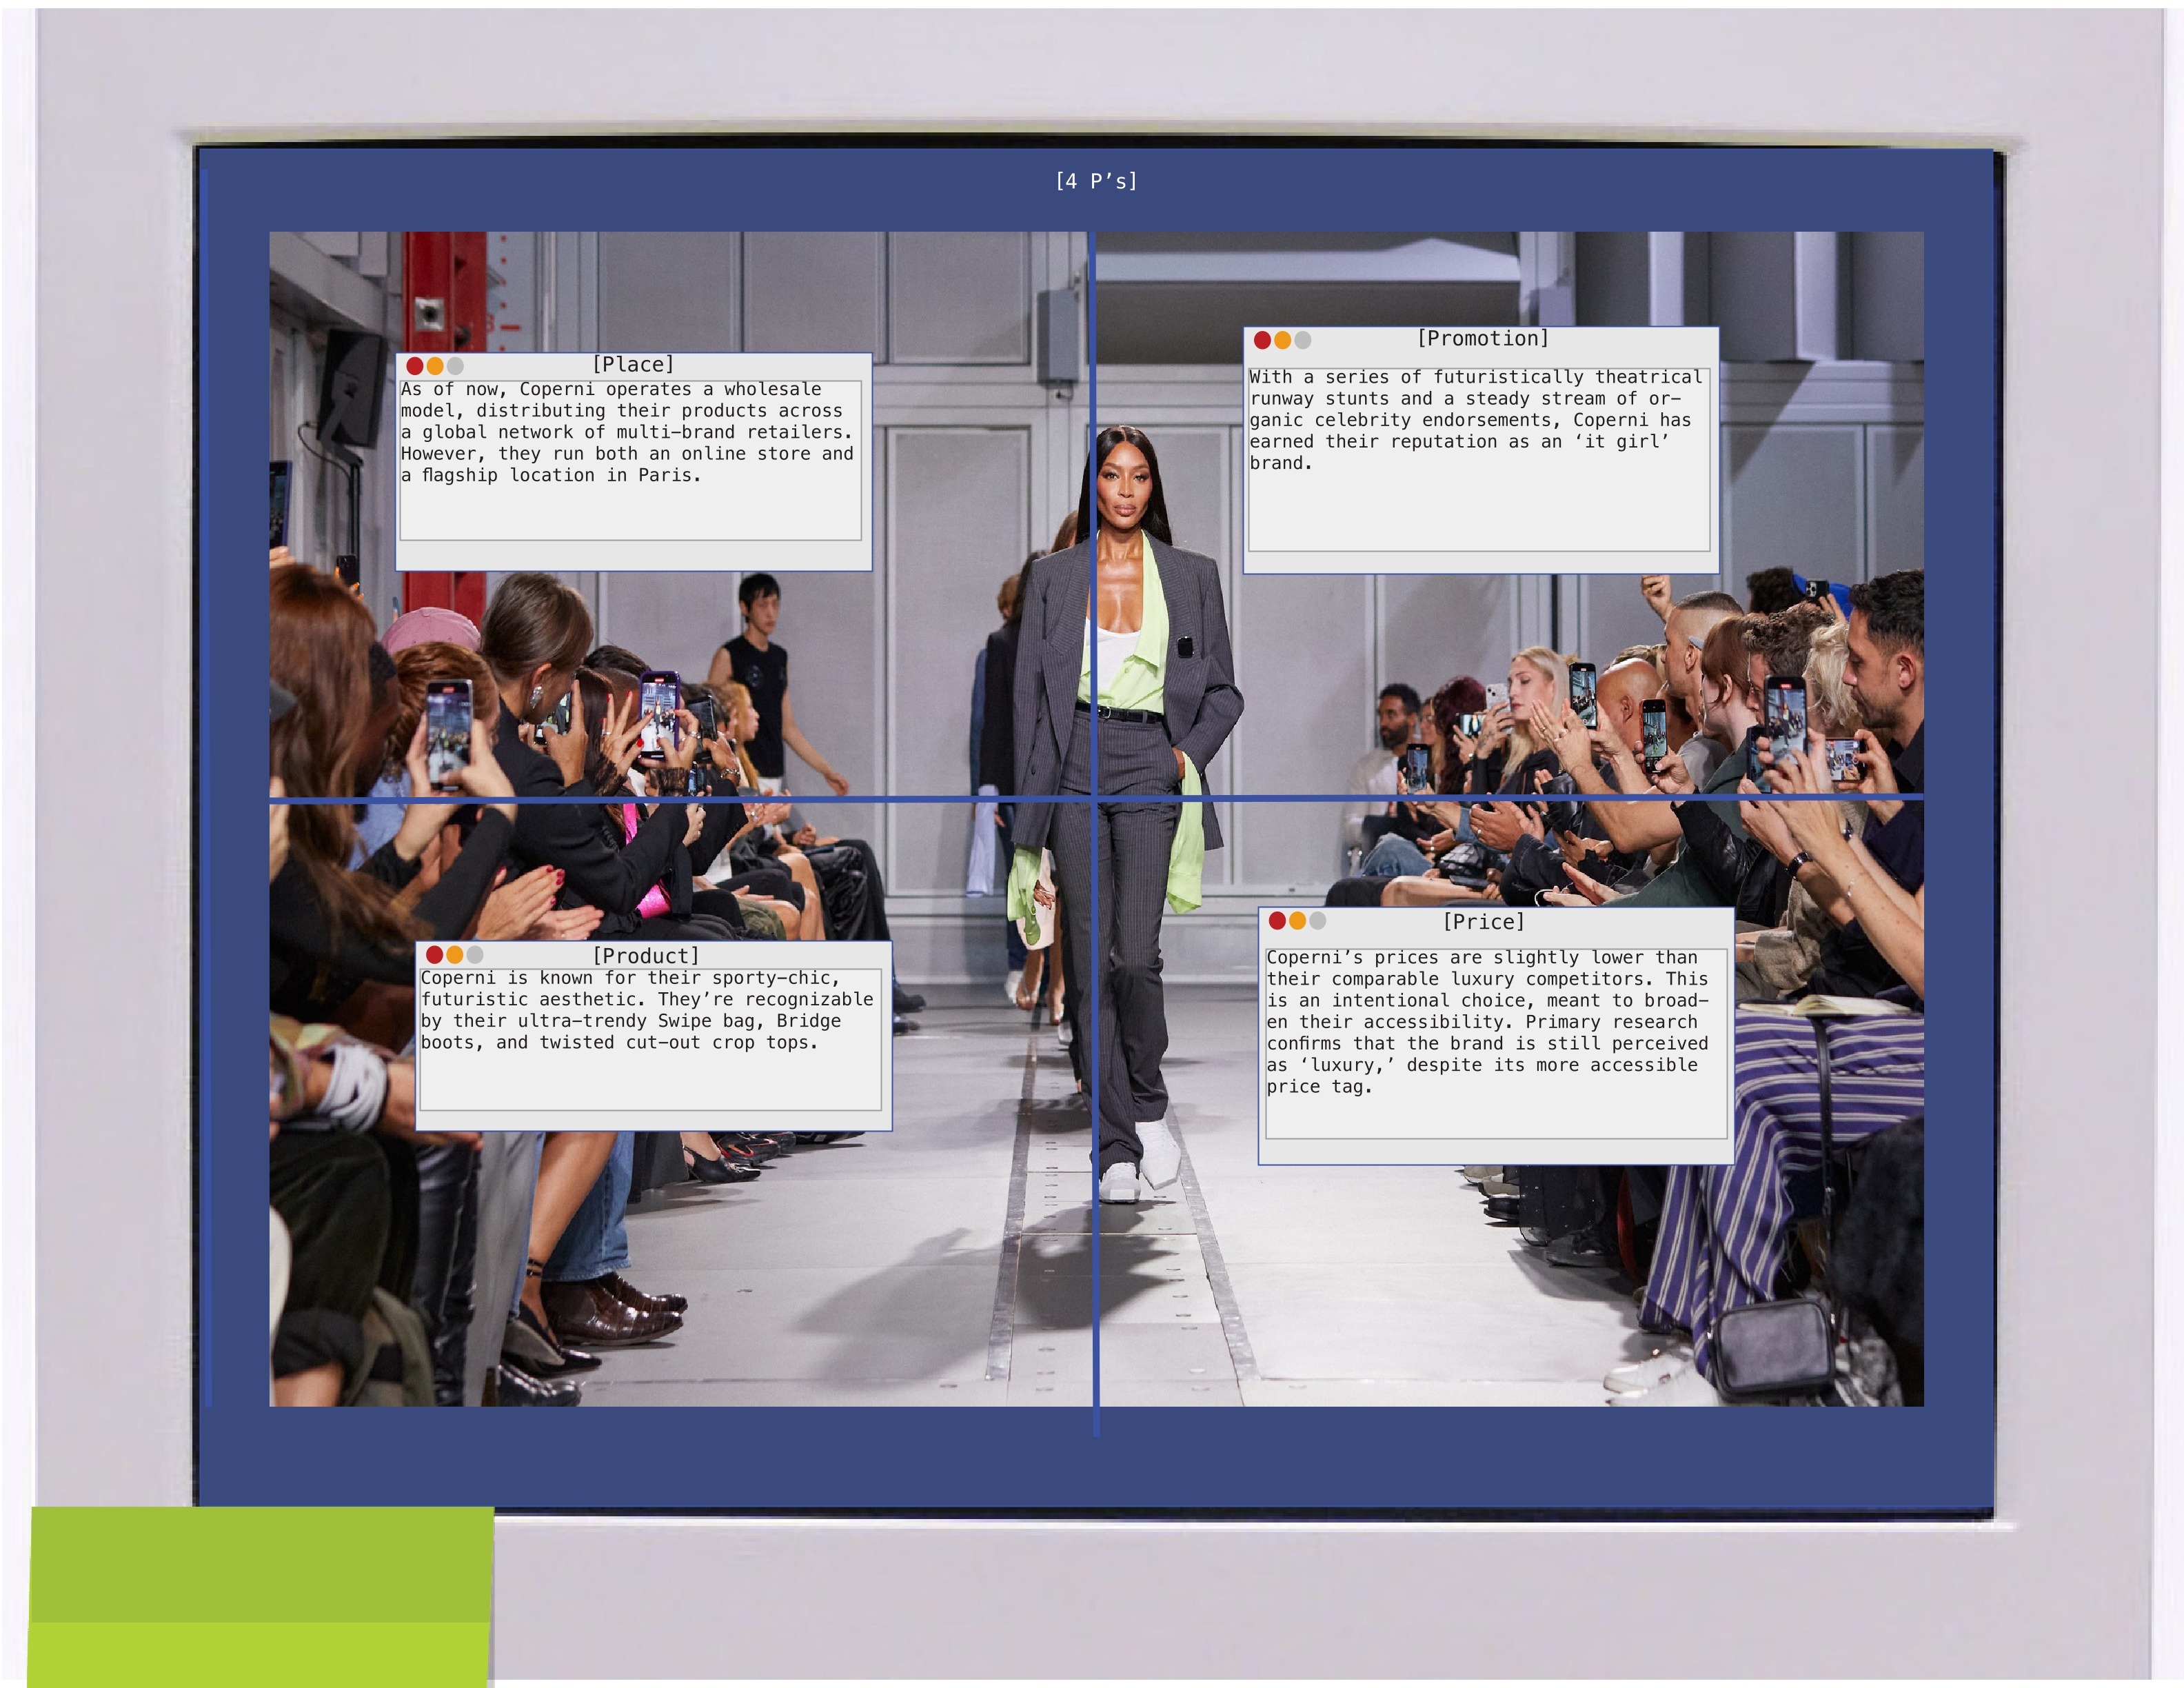 [4 P’s]
[Place]
As of now, Coperni operates a wholesale
model, distributing their products across
a global network of multi–brand retailers.
However, they run both an online store and
a flagship location in Paris.
[Promotion]
With a series of futuristically theatrical
runway stunts and a steady stream of or–
ganic celebrity endorsements, Coperni has
earned their reputation as an ‘it girl’
brand.
[Product]
Coperni is known for their sporty–chic,
futuristic aesthetic. They’re recognizable
by their ultra–trendy Swipe bag, Bridge
boots, and twisted cut–out crop tops.
[Price]
Coperni’s prices are slightly lower than
their comparable luxury competitors. This
is an intentional choice, meant to broad–
en their accessibility. Primary research
confirms that the brand is still perceived
as ‘luxury,’ despite its more accessible
price tag.